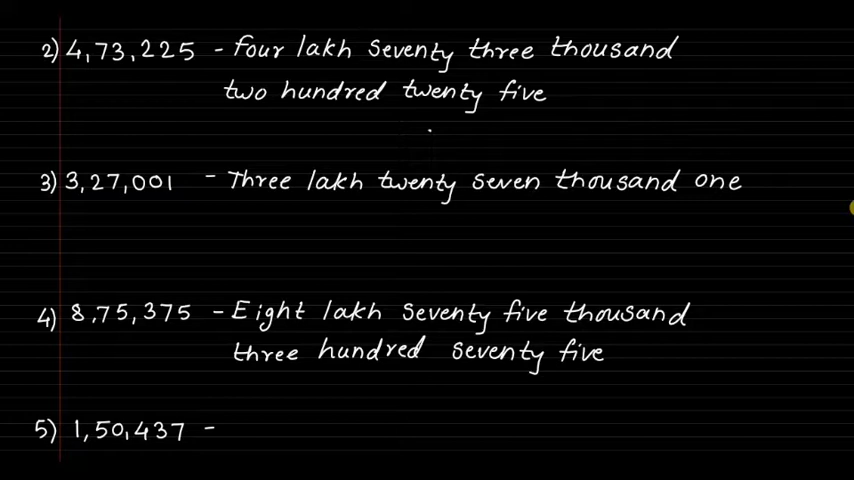 2) 4,73,225 - four lakh seventy three thousand
two hundred twenty five
3) 3,27,001 - Three lakh twenty seven thousand one
4) 8,75,375 - Eight lakh seventy five thousand
three hundred seventy five
5) 1,50,437 -